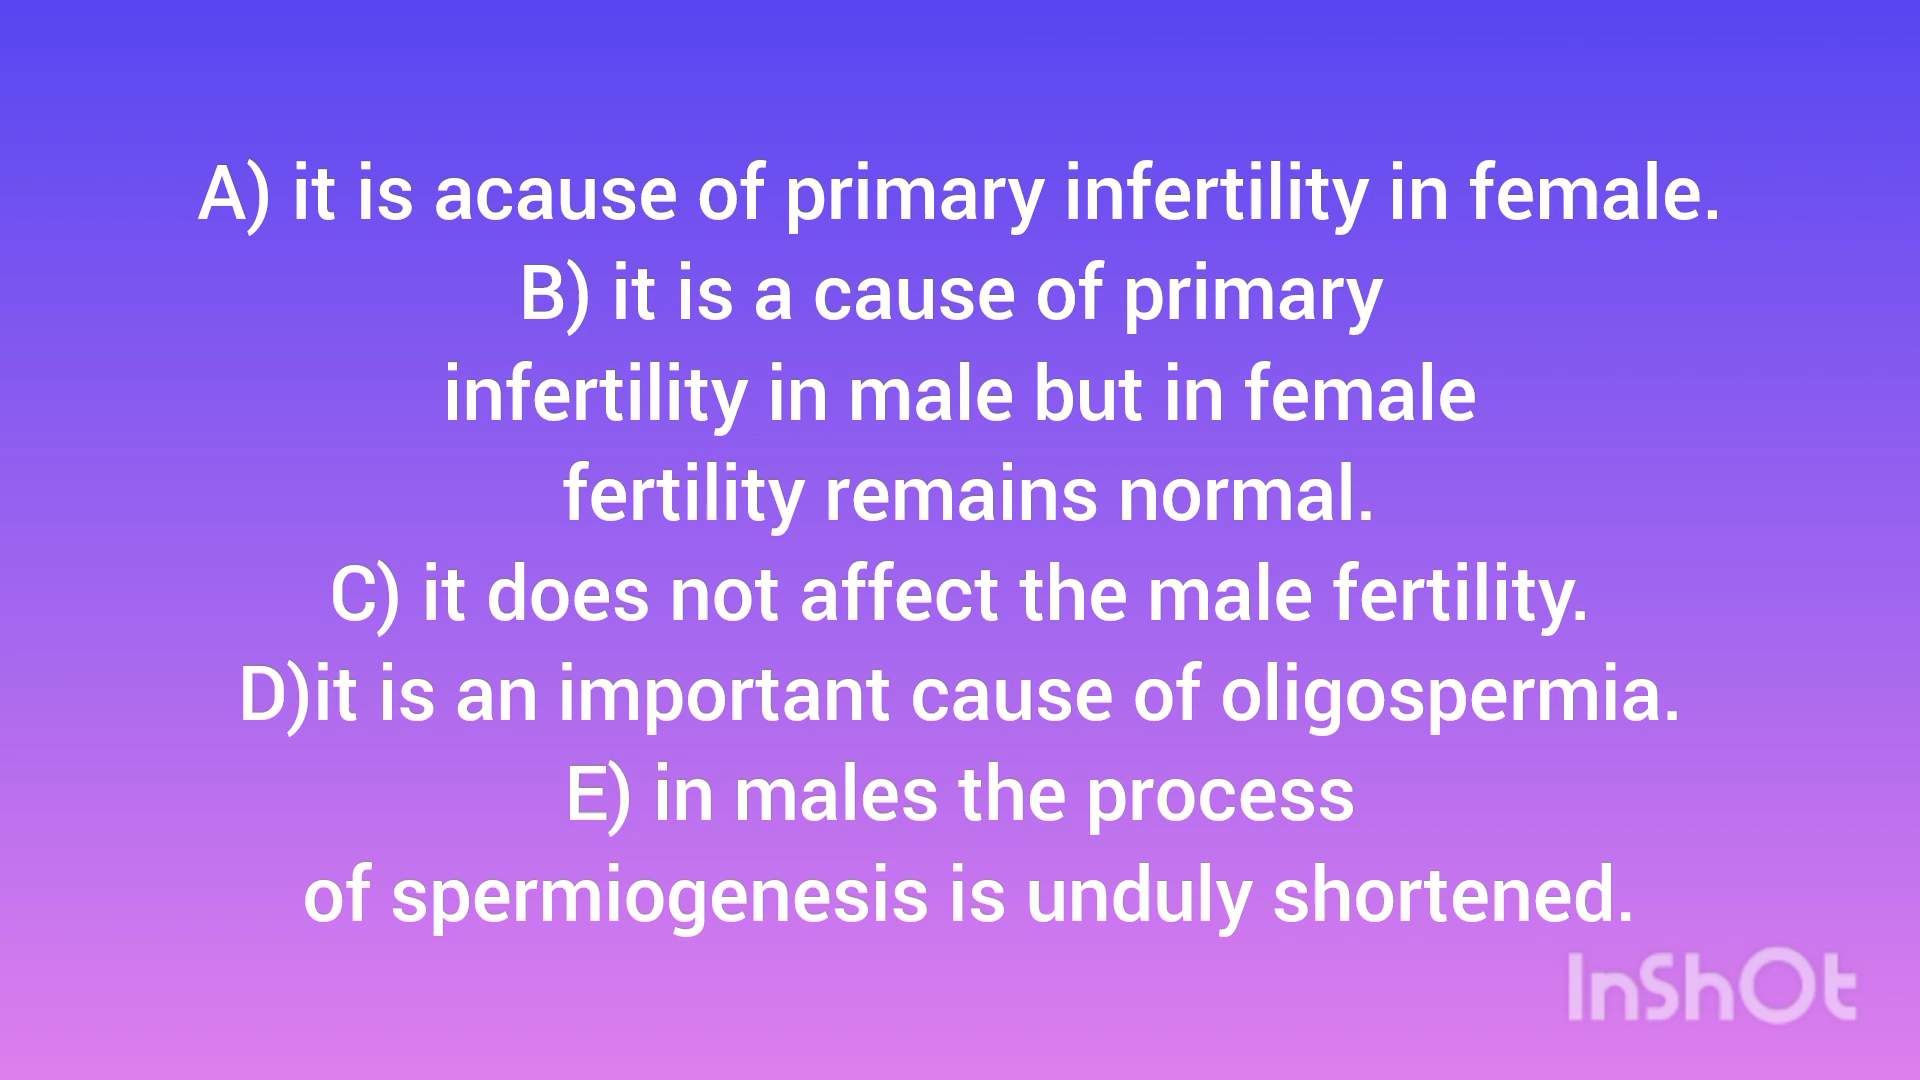 A) it is acause of primary infertility in female.
B) it is a cause of primary
infertility in male but in female
fertility remains normal.
C) it does not affect the male fertility.
D)it is an important cause of oligospermia.
E) in males the process
of spermiogenesis is unduly shortened.
InShOt